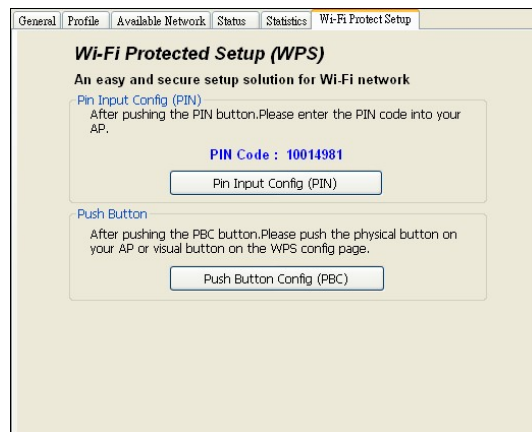 General Profile Available Network Status Statistics Wi-Fi Protect Setup
Wi-Fi Protected Setup (WPS)
An easy and secure setup solution for Wi-Fi network
Pin Input Config (PIN)
After pushing the PIN button.Please enter the PIN code into your
AP.
PIN Code : 10014981
Pin Input Config (PIN)
Push Button
After pushing the PBC button.Please push the physical button on
your AP or visual button on the WPS config page.
Push Button Config (PBC)